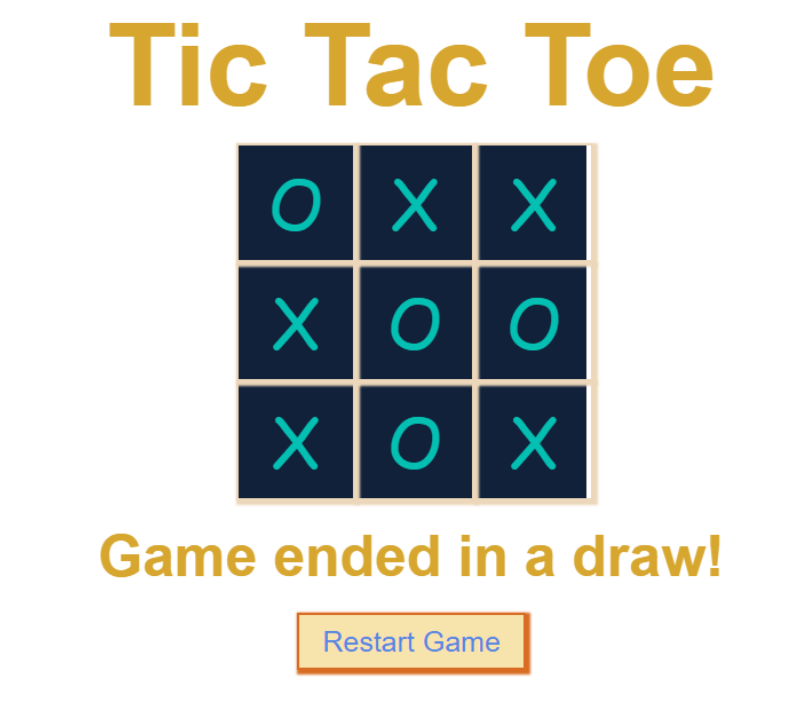 Tic Tac Toe
O X X
X O O
X O X
Game ended in a draw!
Restart Game